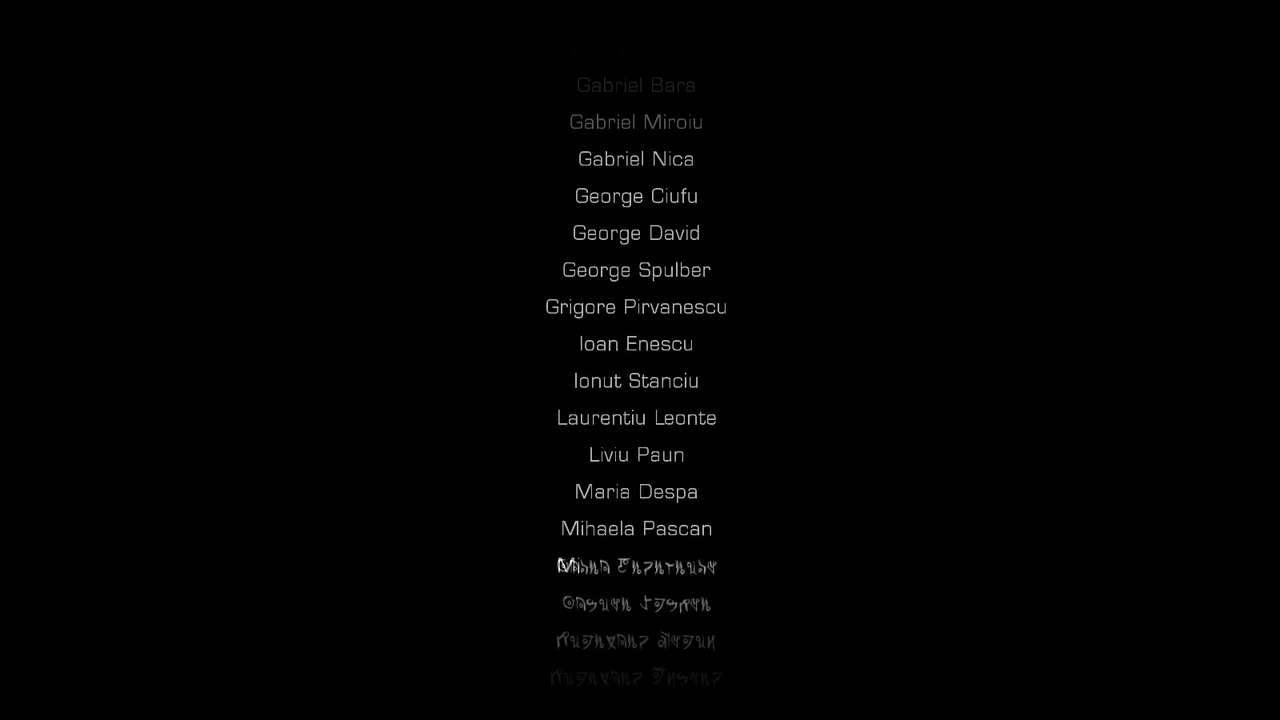 Gabriel Bara
Gabriel Miroiu
Gabriel Nica
George Ciufu
George David
George Spulber
Grigore Pirvanescu
Ioan Enescu
Ionut Stanciu
Laurentiu Leonte
Liviu Paun
Maria Despa
Mihaela Pascan